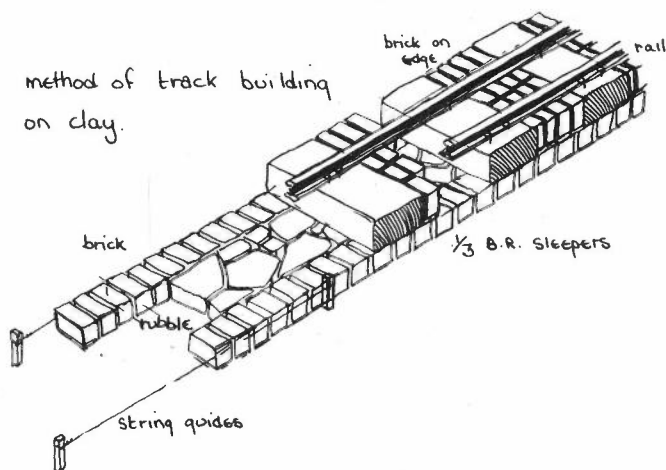 method of track building
on clay.
brick on
edge
rail
brick
rubble
1/3 B.R. sleepers
string guides